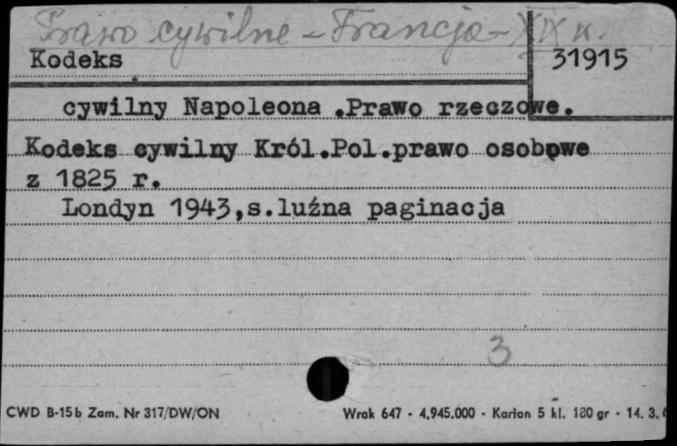 Prawo cywilne - Francja - XIX w.
Kodeks
31915
cywilny Napoleona .Prawo rzeczowe.
Kodeks cywilny Król.Pol.prawo osobowe
z 1825 r.
Londyn 1943,s.luźna paginacja
3
CWD B-15b Zam. Nr 317/DW/ON
Wrak 647 - 4.945.000 - Karton 5 kl. 180 gr - 14. 3.